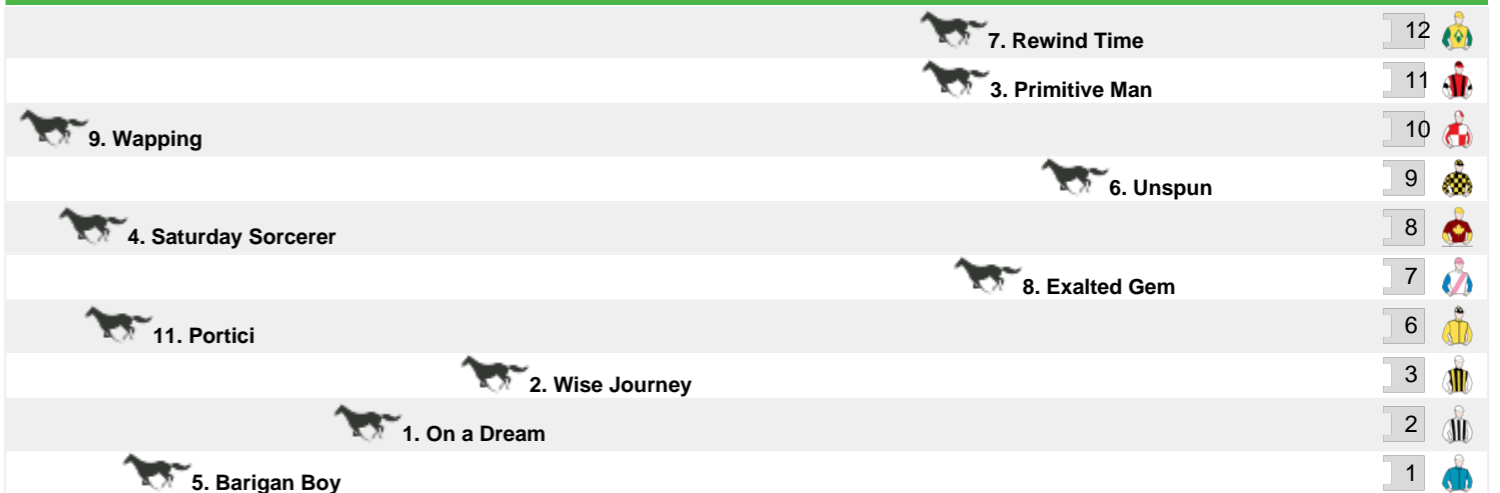 7. Rewind Time 12
3. Primitive Man 11
9. Wapping 10
6. Unspun 9
4. Saturday Sorcerer 8
8. Exalted Gem 7
11. Portici 6
2. Wise Journey 3
1. On a Dream 2
5. Barigan Boy 1